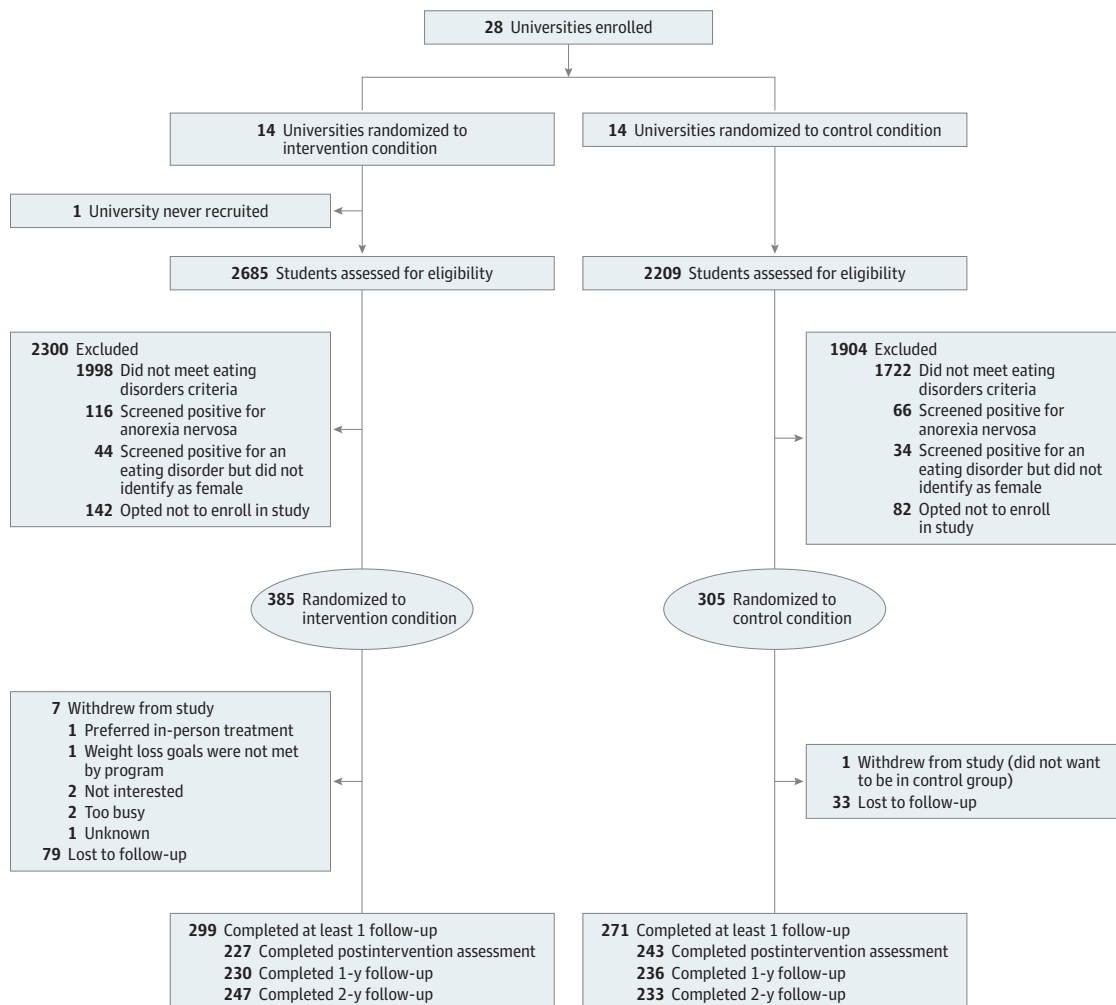 28 Universities enrolled
14 Universities randomized to
intervention condition
14 Universities randomized to control condition
1 University never recruited
2685 Students assessed for eligibility
2209 Students assessed for eligibility
2300 Excluded
1998 Did not meet eating
disorders criteria
116 Screened positive for
anorexia nervosa
44 Screened positive for an
eating disorder but did not
identify as female
142 Opted not to enroll in study
1904 Excluded
1722 Did not meet eating
disorders criteria
66 Screened positive for
anorexia nervosa
34 Screened positive for an
eating disorder but did not
identify as female
82 Opted not to enroll
in study
385 Randomized to
intervention condition
305 Randomized to
control condition
7 Withdrew from study
1 Preferred in-person treatment
1 Weight loss goals were not met
by program
2 Not interested
2 Too busy
1 Unknown
79 Lost to follow-up
1 Withdrew from study (did not want
to be in control group)
33 Lost to follow-up
299 Completed at least 1 follow-up
227 Completed postintervention assessment
230 Completed 1-y follow-up
247 Completed 2-y follow-up
271 Completed at least 1 follow-up
243 Completed postintervention assessment
236 Completed 1-y follow-up
233 Completed 2-y follow-up